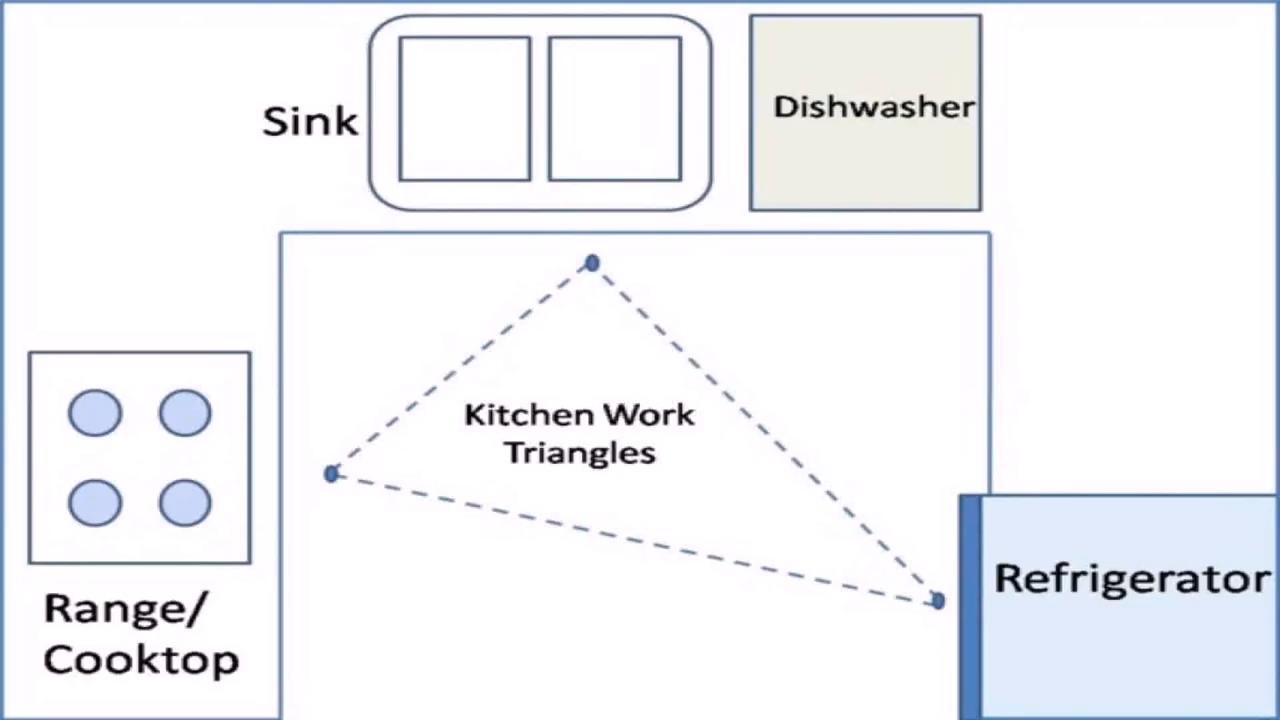 Sink
Dishwasher
Kitchen Work
Triangles
Refrigerator
Range/
Cooktop